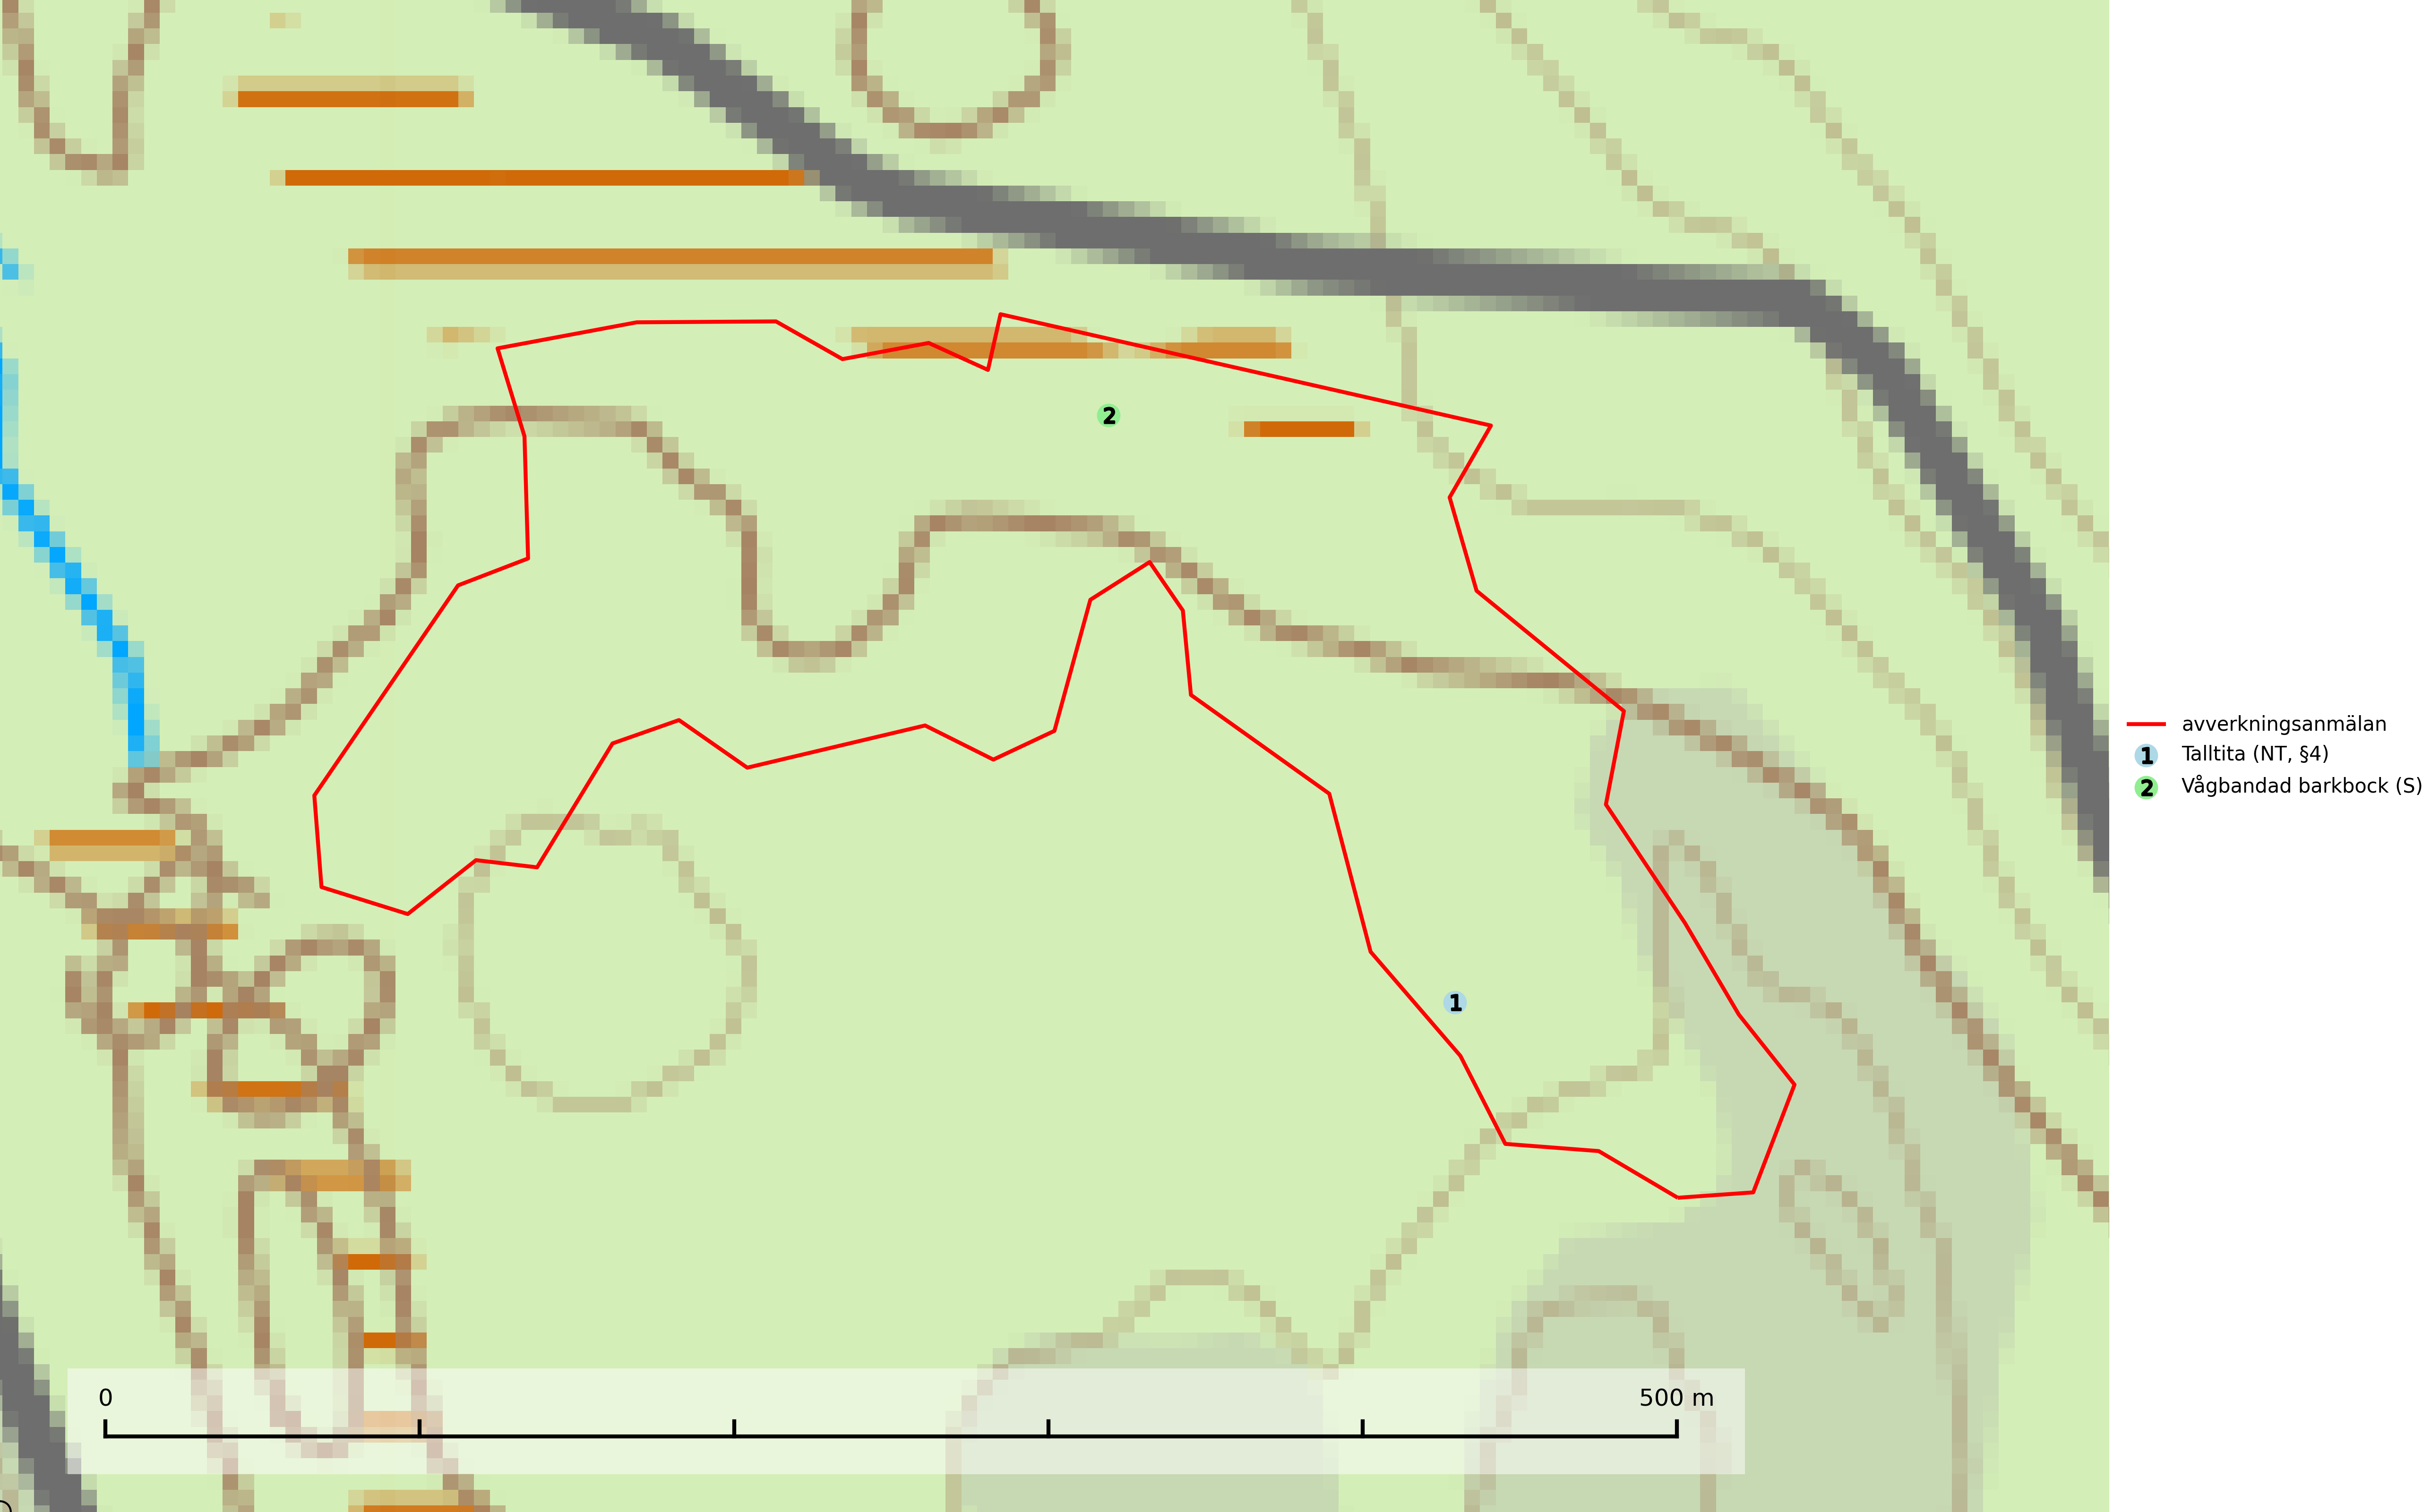 2
avverkningsanmälan
1 Talltita (NT, §4)
2 Vågbandad barkbock (S)
1
0 500 m